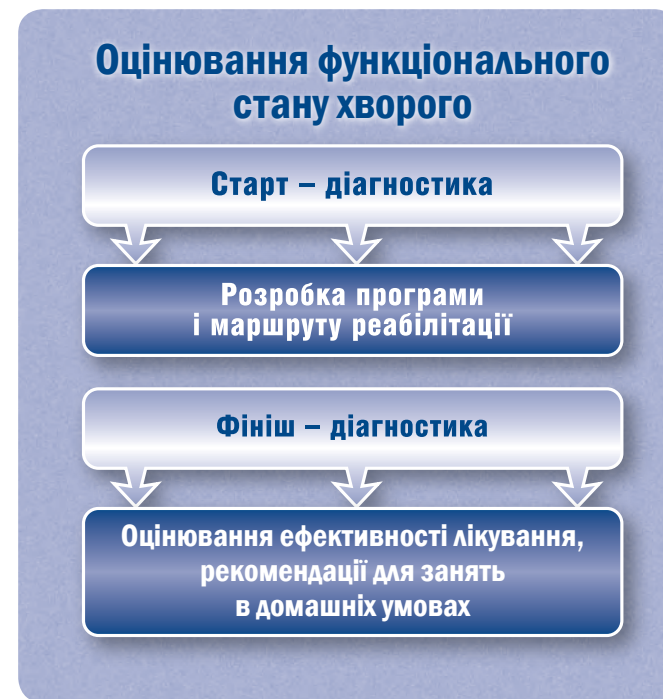 Оцінювання функціонального
стану хворого
Старт – діагностика
Розробка програми
і маршруту реабілітації
Фініш – діагностика
Оцінювання ефективності лікування,
рекомендації для занять
в домашніх умовах